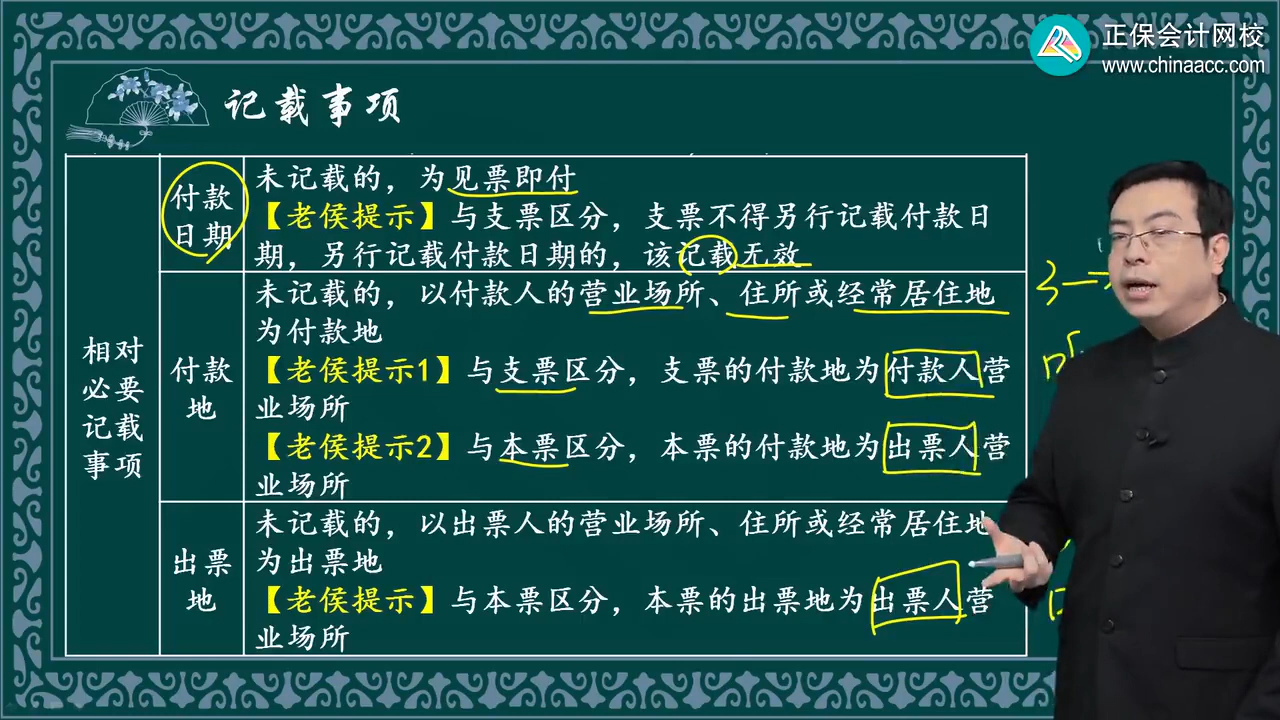 正保会计网校
www.chinaacc.com
记载事项
相对
必要
记载
事项
付款
日期
未记载的，为见票即付
【老侯提示】与支票区分，支票不得另行记载付款日
期，另行记载付款日期的，该记载无效
付款
地
未记载的，以付款人的营业场所、住所或经常居住地
为付款地
【老侯提示1】与支票区分，支票的付款地为付款人营
业场所
【老侯提示2】与本票区分，本票的付款地为出票人营
业场所
出票
地
未记载的，以出票人的营业场所、住所或经常居住地
为出票地
【老侯提示】与本票区分，本票的出票地为出票人营
业场所